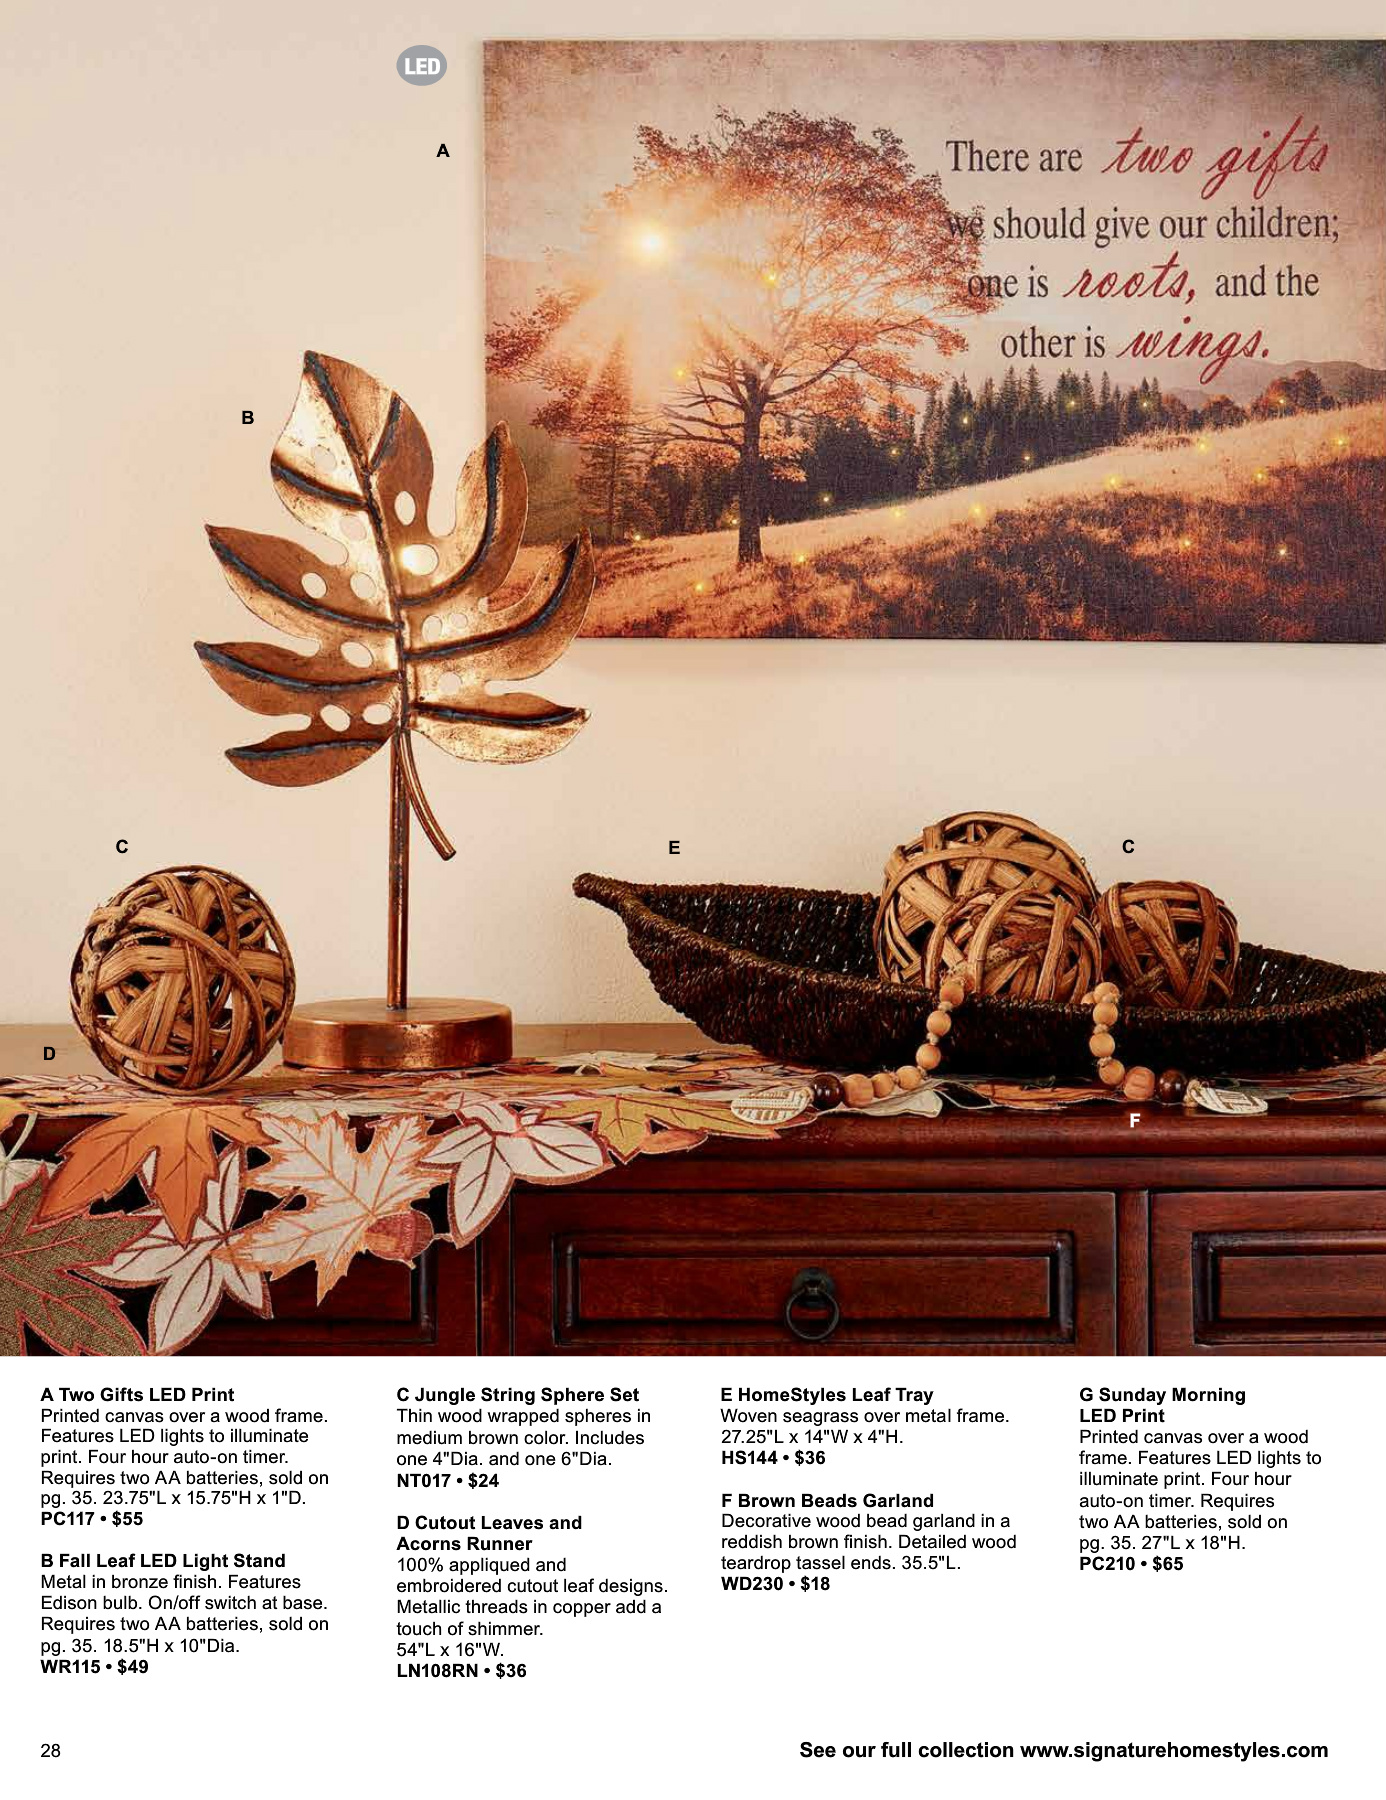 LED
A
There are two gifts
we should give our children;
one is roots, and the
other is wings.
B
C
E
C
D
F
A Two Gifts LED Print
Printed canvas over a wood frame.
Features LED lights to illuminate
print. Four hour auto-on timer.
Requires two AA batteries, sold on
pg. 35. 23.75"L x 15.75"H x 1"D.
PC117 • $55
B Fall Leaf LED Light Stand
Metal in bronze finish. Features
Edison bulb. On/off switch at base.
Requires two AA batteries, sold on
pg. 35. 18.5"H x 10"Dia.
WR115 • $49
C Jungle String Sphere Set
Thin wood wrapped spheres in
medium brown color. Includes
one 4"Dia. and one 6"Dia.
NT017 • $24
D Cutout Leaves and
Acorns Runner
100% appliqued and
embroidered cutout leaf designs.
Metallic threads in copper add a
touch of shimmer.
54"L x 16"W.
LN108RN • $36
E HomeStyles Leaf Tray
Woven seagrass over metal frame.
27.25"L x 14"W x 4"H.
HS144 • $36
F Brown Beads Garland
Decorative wood bead garland in a
reddish brown finish. Detailed wood
teardrop tassel ends. 35.5"L.
WD230 • $18
G Sunday Morning
LED Print
Printed canvas over a wood
frame. Features LED lights to
illuminate print. Four hour
auto-on timer. Requires
two AA batteries, sold on
pg. 35. 27"L x 18"H.
PC210 • $65
28
See our full collection www.signaturehomestyles.com